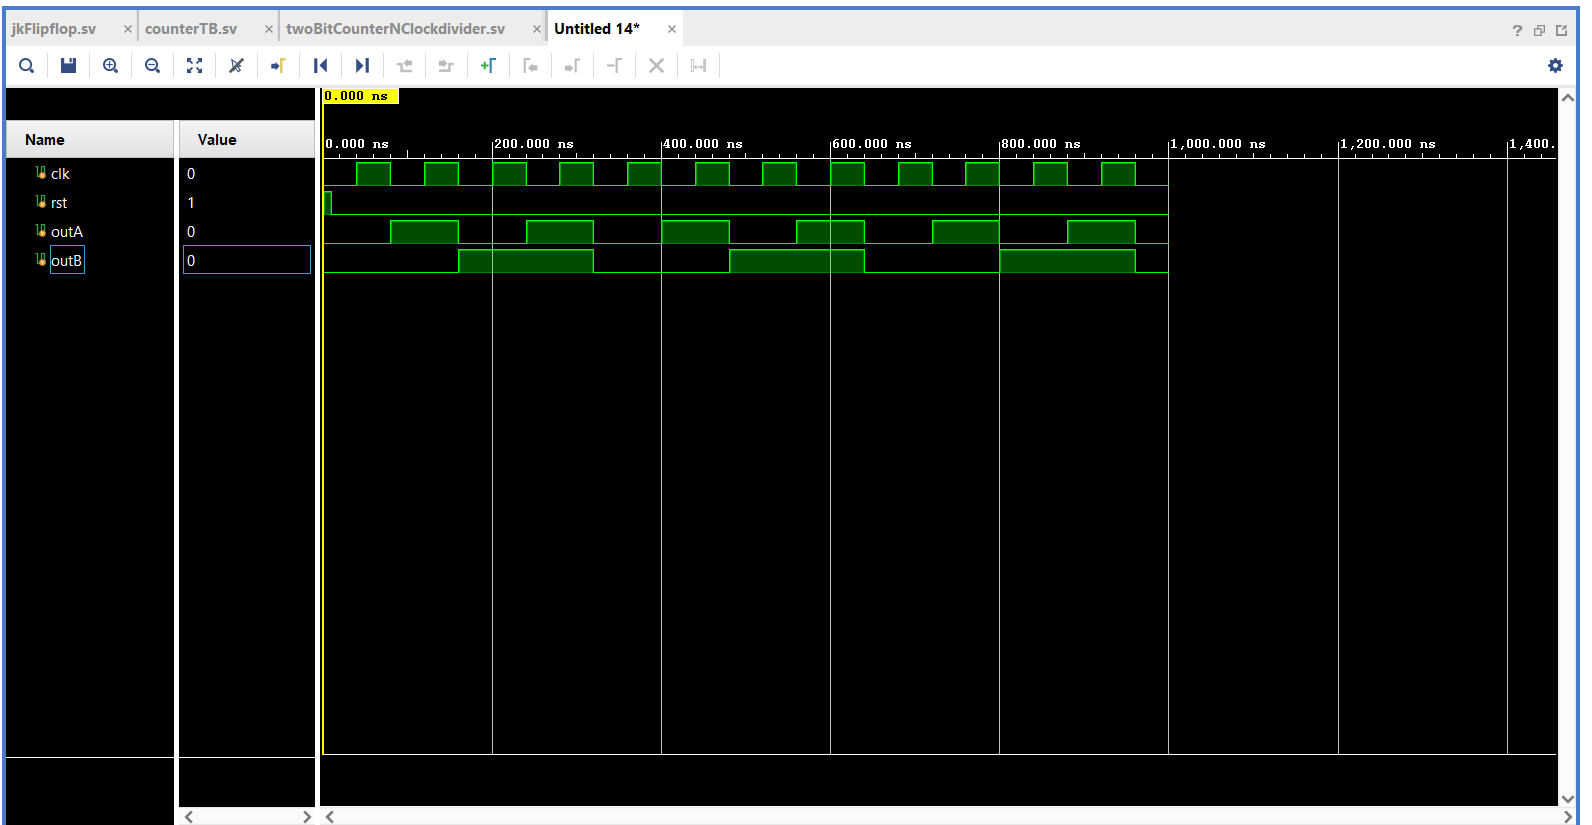 jkFlipflop.sv × counterTB.sv × twoBitCounterNClockdivider.sv × Untitled 14* ×
?
0.000 ns
Name Value
0.000 ns 200.000 ns 400.000 ns 600.000 ns 800.000 ns 1,000.000 ns 1,200.000 ns 1,400.
clk 0
rst 1
outA 0
outB 0